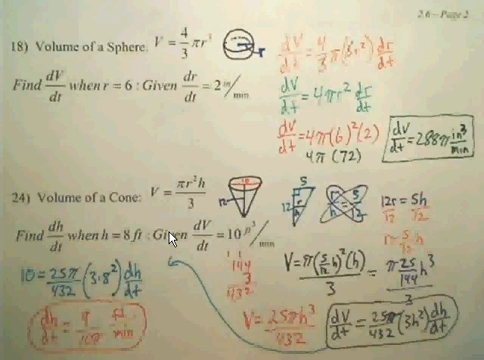 2.6 - Page 2
18) Volume of a Sphere: V = 4/3 πr³
r
dV/dt = 4/3 π(3r²) dr/dt
Find dV/dt when r = 6 : Given dr/dt = 2 in/min
dV/dt = 4πr² dr/dt
dV/dt = 4π(6)²(2)
4π(72)
dV/dt = 288π in³/min
24) Volume of a Cone: V = πr²h/3
10
12
5
12
r
h
r/h = 5/12
12r/12 = 5h/12
r = 5/12 h
Find dh/dt when h = 8 ft : Given dV/dt = 10 ft³/min
10 = 25π/432 (3·8²) dh/dt
144
3
432
V = π(5/12 h)²(h)/3 = π 25/144 h³/3
V = 25πh³/432
dV/dt = 25π/432 (3h²) dh/dt
dh/dt = 9/10π ft/min